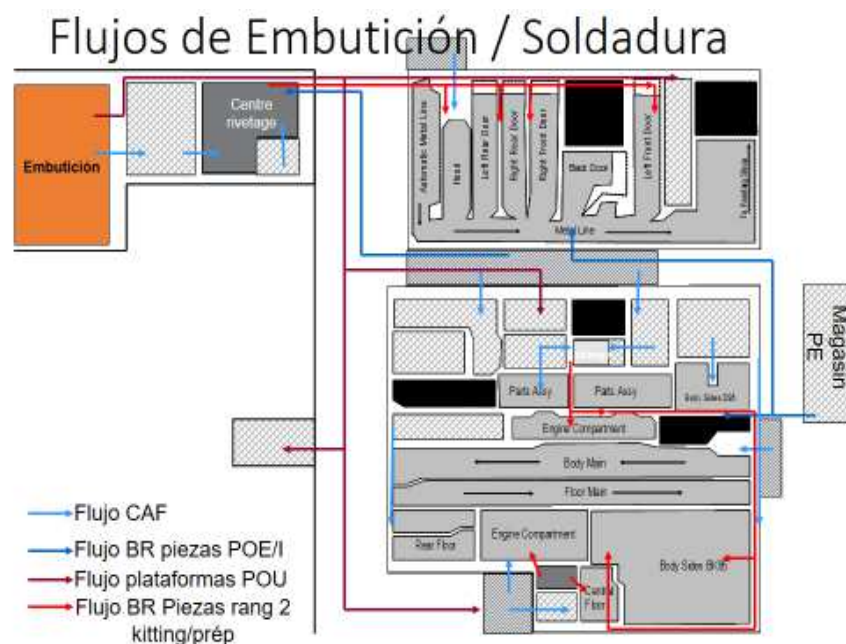 Flujos de Embutición / Soldadura
Embutición
Centre
rivetage
Automatic Metal Line
Hood
Left Rear Door
Right Rear Door
Right Front Door
Back Door
Left Front Door
Metal Line
Magasin
PE
Parts Assy
Parts Assy
Engine Compartment
Body Main
Floor Main
Rear Floor
Engine Compartment
Central
Floor
Body Sides
Flujo CAF
Flujo BR piezas POE/I
Flujo plataformas POU
Flujo BR Piezas rang 2
kitting/prép